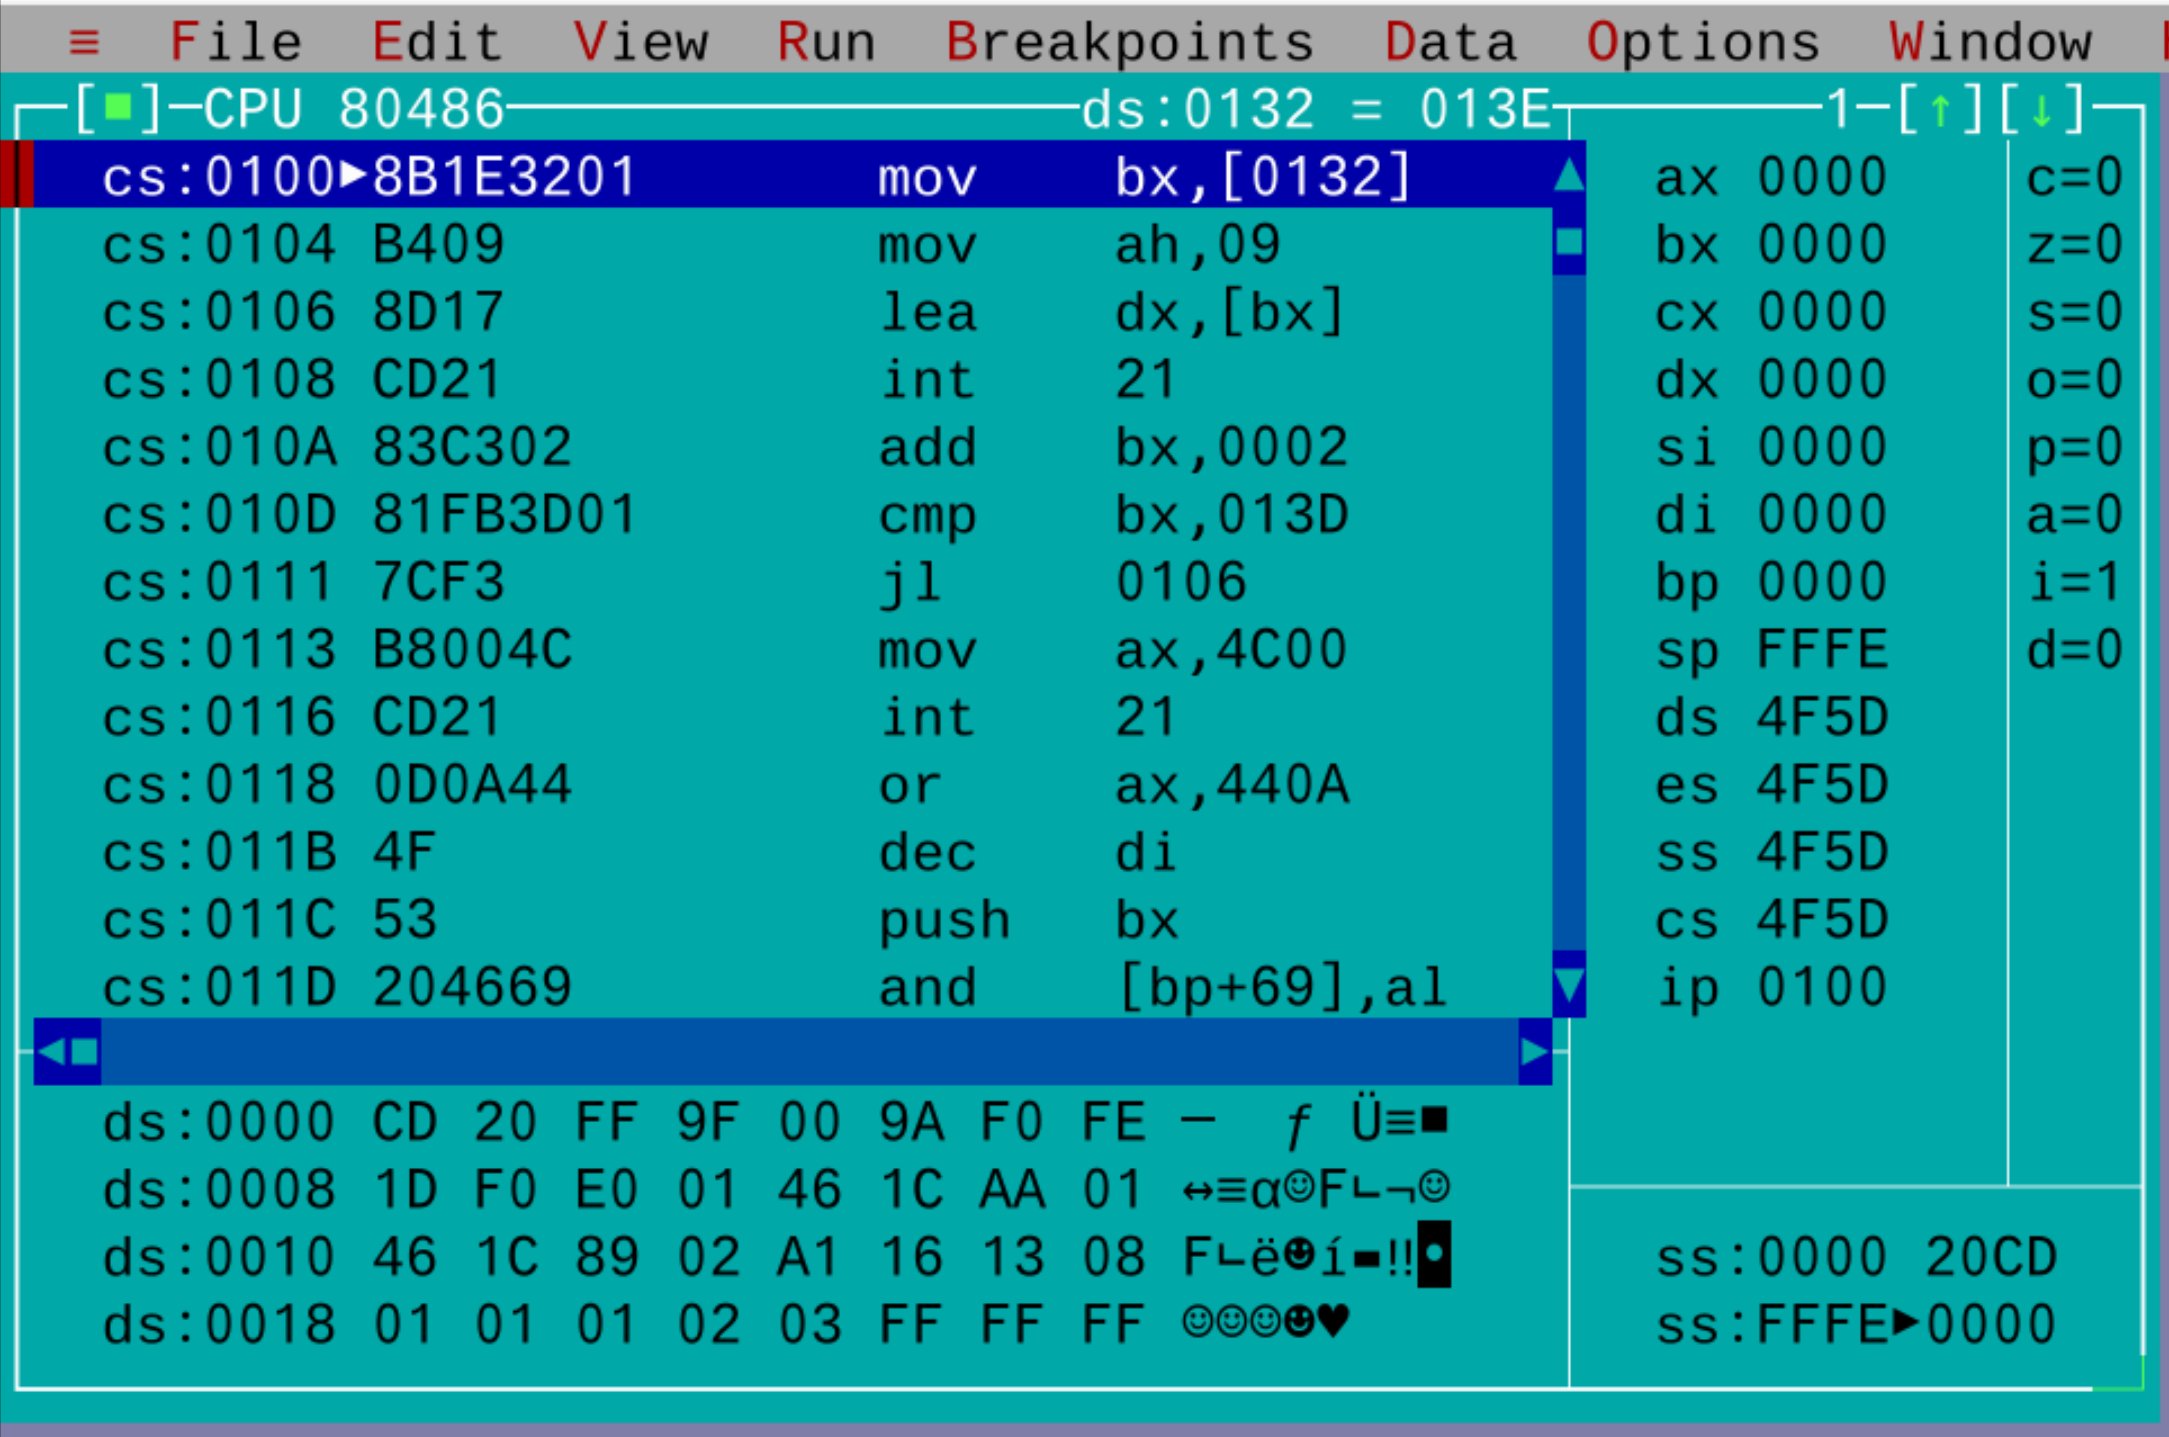 ≡ File Edit View Run Breakpoints Data Options Window
[■]CPU 80486 ds:0132 = 013E 1[↑][↓]
cs:0100►8B1E3201 mov bx,[0132] ▲ ax 0000 c=0
cs:0104 B409 mov ah,09 bx 0000 z=0
cs:0106 8D17 lea dx,[bx] cx 0000 s=0
cs:0108 CD21 int 21 dx 0000 o=0
cs:010A 83C302 add bx,0002 si 0000 p=0
cs:010D 81FB3D01 cmp bx,013D di 0000 a=0
cs:0111 7CF3 jl 0106 bp 0000 i=1
cs:0113 B8004C mov ax,4C00 sp FFFE d=0
cs:0116 CD21 int 21 ds 4F5D
cs:0118 0D0A44 or ax,440A es 4F5D
cs:011B 4F dec di ss 4F5D
cs:011C 53 push bx cs 4F5D
cs:011D 204669 and [bp+69],al ▼ ip 0100
ds:0000 CD 20 FF 9F 00 9A F0 FE ─ ƒ Ü≡■
ds:0008 1D F0 E0 01 46 1C AA 01 ↔≡α☺F∟¬☺
ds:0010 46 1C 89 02 A1 16 13 08 F∟ë☻í▬‼◘ ss:0000 20CD
ds:0018 01 01 01 02 03 FF FF FF ☺☺☺☻♥ ss:FFFE►0000